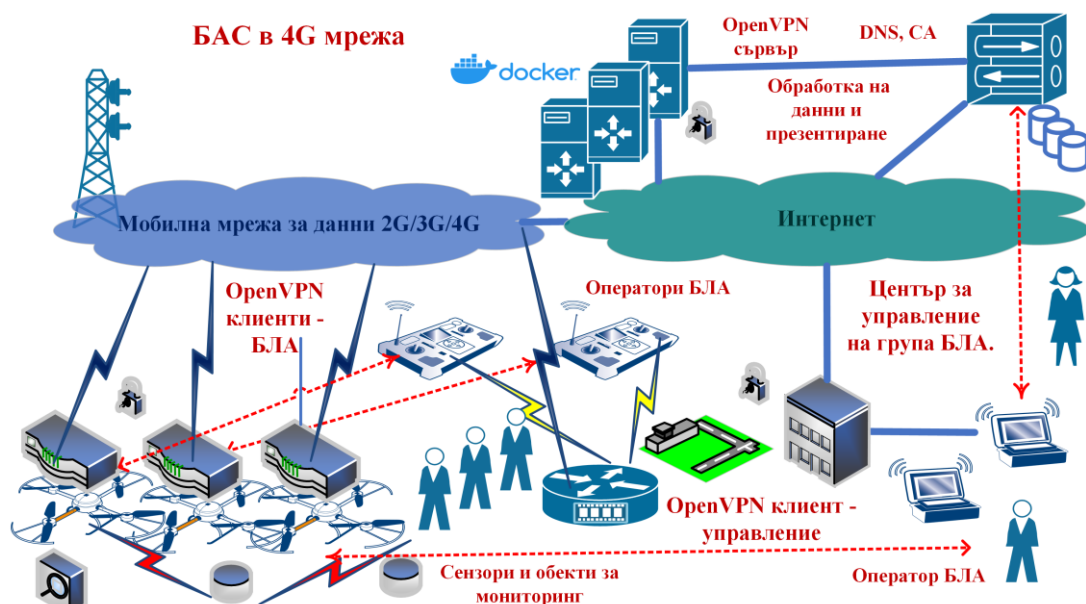 БАС в 4G мрежа
docker
OpenVPN
сървър
DNS, CA
Обработка на
данни и
презентиране
Мобилна мрежа за данни 2G/3G/4G
Интернет
OpenVPN
клиенти -
БЛА
Оператори БЛА
Център за
управление
на група БЛА.
OpenVPN клиент -
управление
Сензори и обекти за
мониторинг
Оператор БЛА